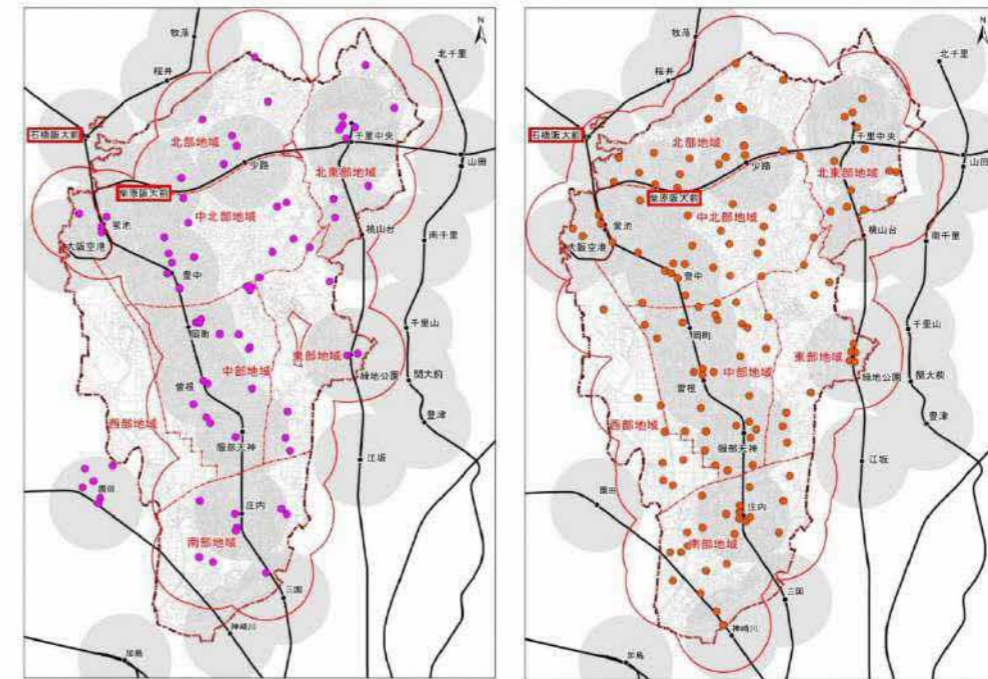 N
牧落
北千里
桜井
石橋阪大前
千里中央
北部地域
山田
少路
北東部地域
柴原阪大前
中北部地域
蛍池
桃山台
南千里
大阪空港
豊中
岡町
千里山
東部地域
中部地域
緑地公園
関大前
曽根
豊津
西部地域
服部天神
江坂
園田
庄内
南部地域
三国
神崎川
加島
N
牧落
北千里
桜井
石橋阪大前
千里中央
北部地域
山田
少路
北東部地域
柴原阪大前
中北部地域
蛍池
桃山台
南千里
大阪空港
豊中
岡町
千里山
東部地域
中部地域
緑地公園
関大前
曽根
豊津
西部地域
服部天神
江坂
園田
庄内
南部地域
三国
神崎川
加島